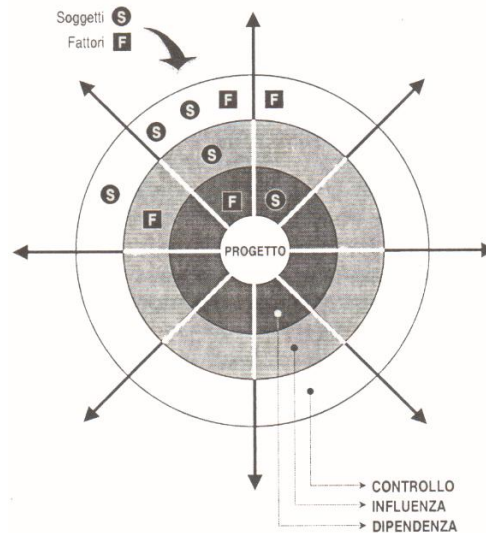 Soggetti S
Fattori F
F F
S
S
S
S
F
F S
PROGETTO
CONTROLLO
INFLUENZA
DIPENDENZA